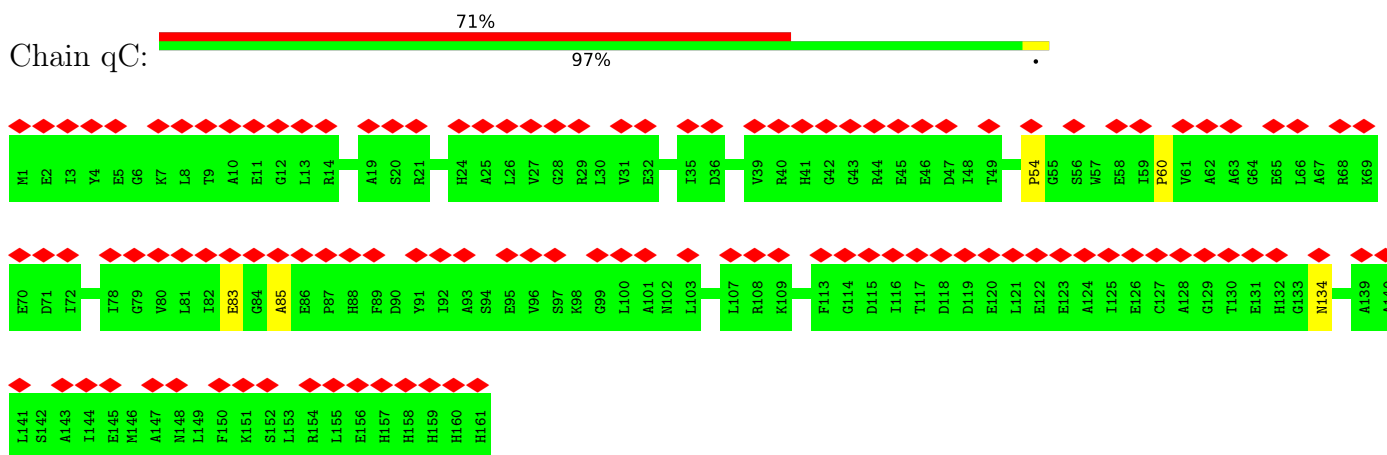 71%
Chain qC:
97%
.
M1 E2 I3 Y4 E5 G6 K7 L8 T9 A10 E11 G12 L13 R14 A19 S20 R21 H24 A25 L26 V27 G28 R29 L30 V31 E32 I35 D36 V39 R40 H41 G42 G43 R44 E45 E46 D47 I48 T49 P54 G55 S56 W57 E58 I59 P60 V61 A62 A63 G64 E65 L66 A67 R68 K69
E70 D71 I72 I78 G79 V80 L81 I82 E83 G84 A85 E86 P87 H88 F89 D90 Y91 I92 A93 S94 E95 V96 S97 K98 G99 L100 A101 N102 L103 L107 R108 K109 F113 G114 D115 I116 T117 D118 D119 E120 L121 E122 E123 A124 I125 E126 C127 A128 G129 T130 E131 H132 G133 N134 A139
L141 S142 A143 I144 E145 M146 A147 N148 L149 F150 K151 S152 L153 R154 L155 E156 H157 H158 H159 H160 H161